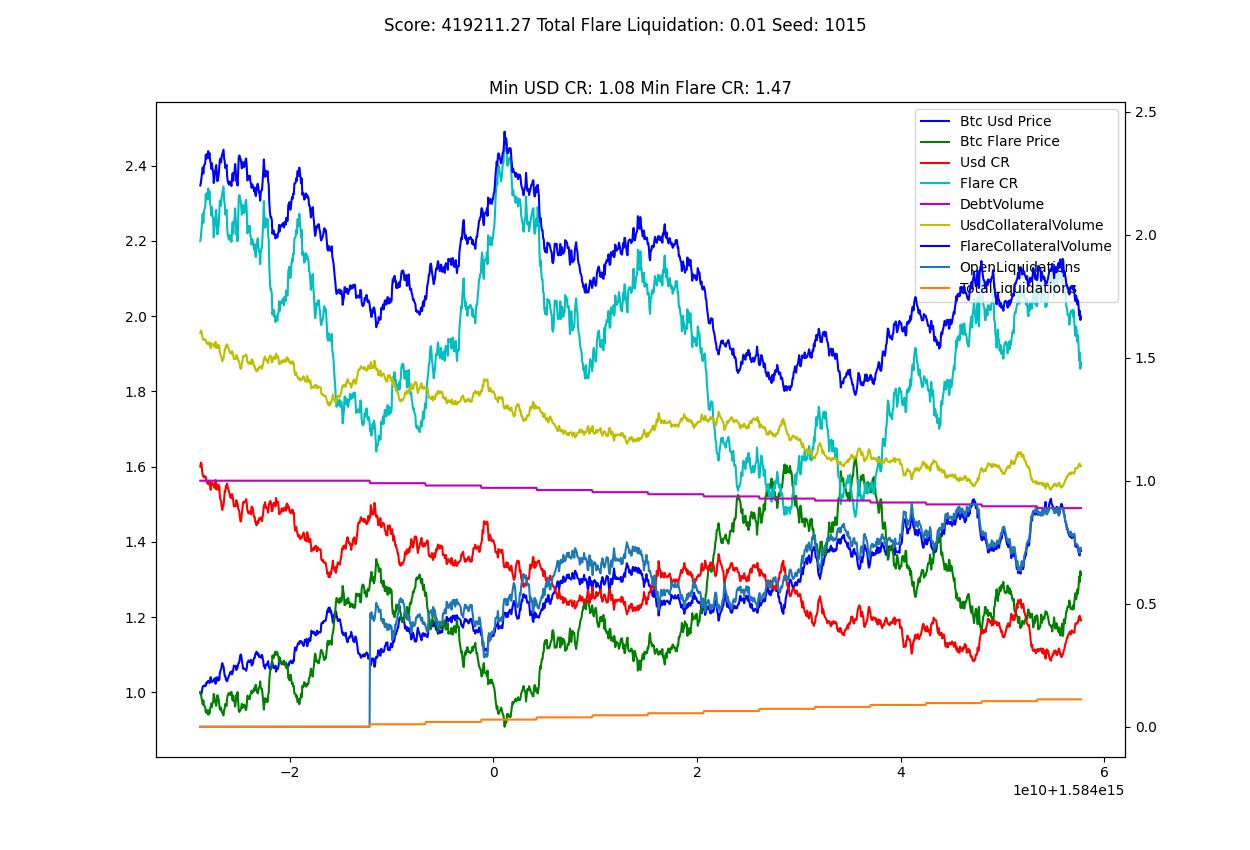 Score: 419211.27 Total Flare Liquidation: 0.01 Seed: 1015
Min USD CR: 1.08 Min Flare CR: 1.47
2.4
2.2
2.0
1.8
1.6
1.4
1.2
1.0
2.5
2.0
1.5
1.0
0.5
0.0
Btc Usd Price
Btc Flare Price
Usd CR
Flare CR
DebtVolume
UsdCollateralVolume
FlareCollateralVolume
OpenLiquidations
TotalLiquidations
−2
0
2
4
6
1e10+1.584e15